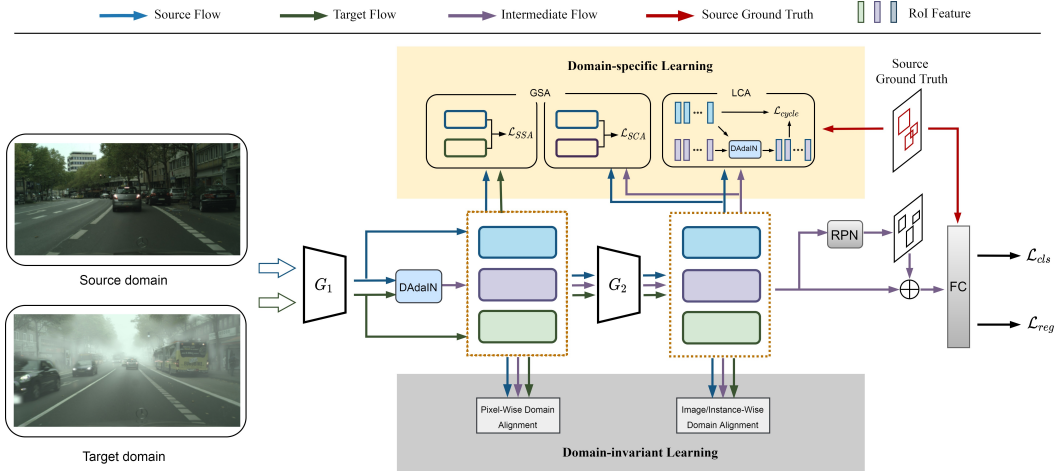 Source Flow
Target Flow
Intermediate Flow
Source Ground Truth
RoI Feature
Domain-specific Learning
Source
Ground Truth
GSA
LCA
ℒSSA
ℒSCA
ℒcycle
DAdaIN
Source domain
G1
DAdaIN
G2
RPN
FC
ℒcls
ℒreg
Target domain
Pixel-Wise Domain
Alignment
Image/Instance-Wise
Domain Alignment
Domain-invariant Learning